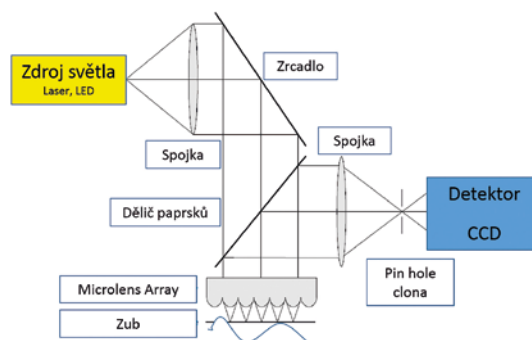 Zdroj světla
Laser, LED
Zrcadlo
Spojka
Spojka
Dělič paprsků
Detektor
CCD
Microlens Array
Pin hole
clona
Zub